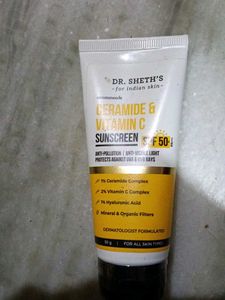 DR. SHETH'S
for indian skin
CERAMIDE &
VITAMIN C
SUNSCREEN
SPF 50+
ANTI-POLLUTION | ANTI-VISIBLE LIGHT
PROTECTS AGAINST UVA & UVB RAYS
1% Ceramide Complex
2% Vitamin C Complex
1% Hyaluronic Acid
Mineral & Organic Filters
DERMATOLOGIST FORMULATED
50 g | FOR ALL SKIN TYPES